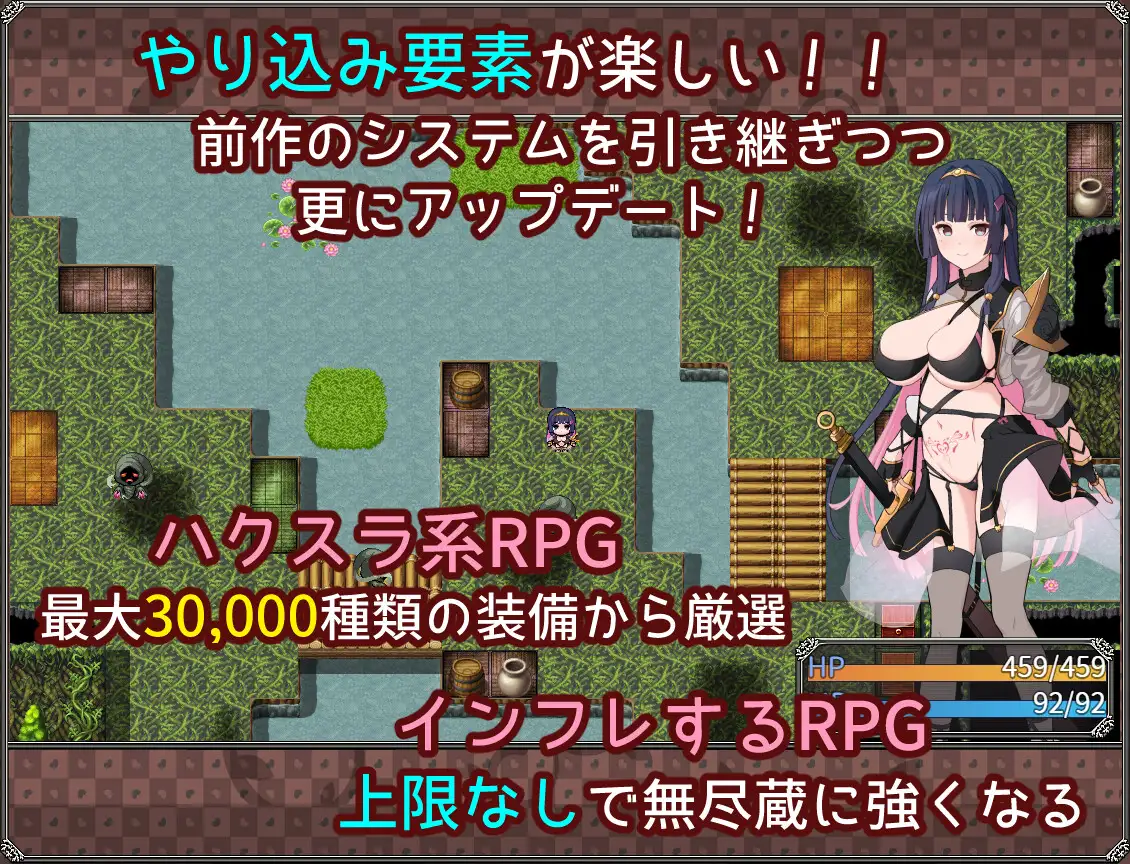 やり込み要素が楽しい！！
前作のシステムを引き継ぎつつ
更にアップデート！
ハクスラ系RPG
最大30,000種類の装備から厳選
HP 459/459
92/92
インフレするRPG
上限なしで無尽蔵に強くなる